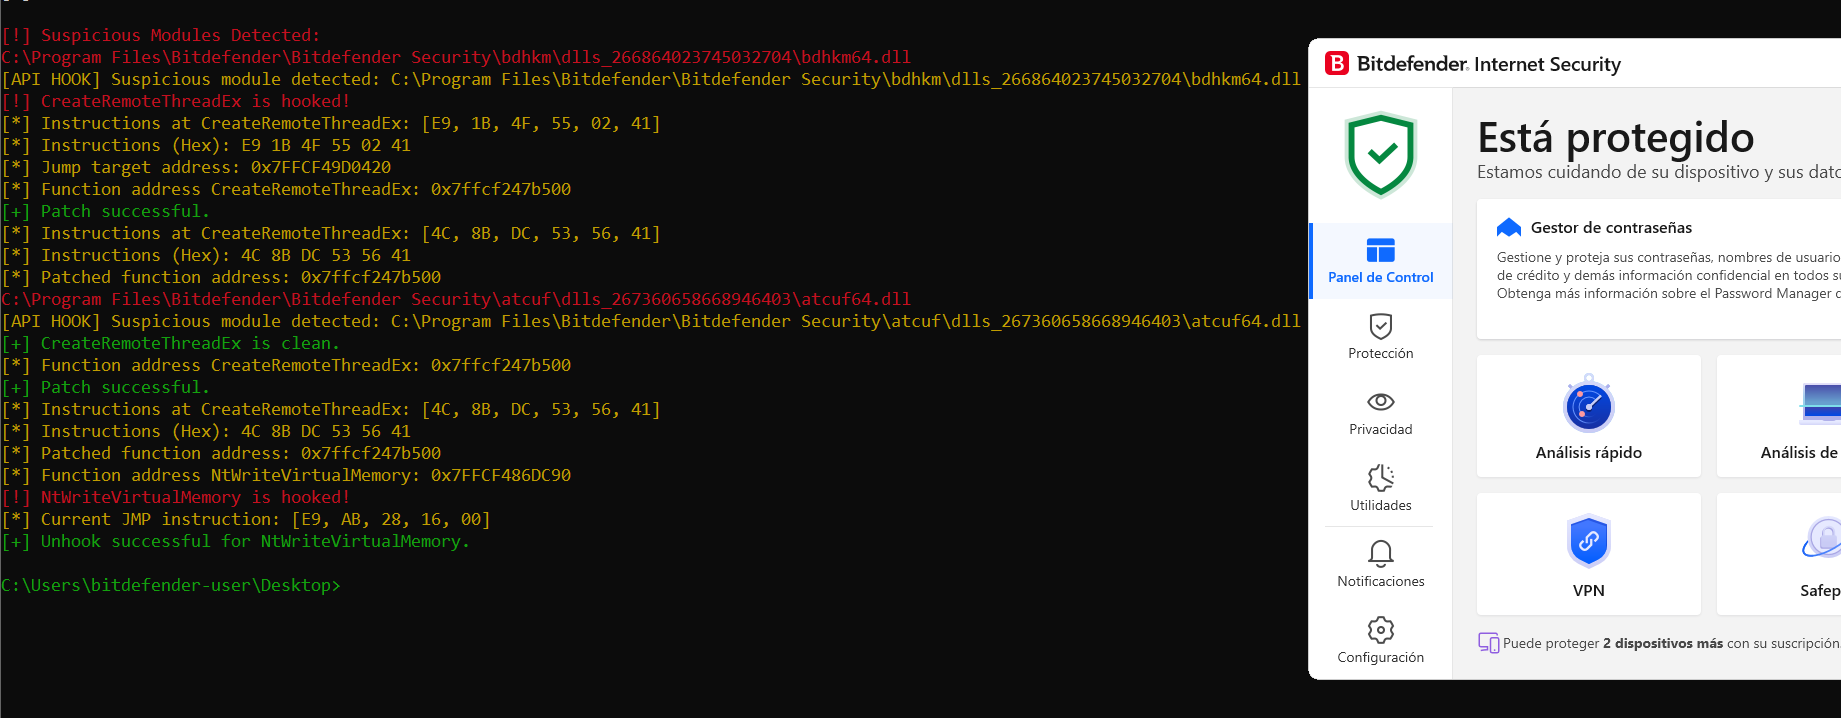 [!] Suspicious Modules Detected:
C:\Program Files\Bitdefender\Bitdefender Security\bdhkm\dlls_266864023745032704\bdhkm64.dll
[API HOOK] Suspicious module detected: C:\Program Files\Bitdefender\Bitdefender Security\bdhkm\dlls_266864023745032704\bdhkm64.dll
[!] CreateRemoteThreadEx is hooked!
[*] Instructions at CreateRemoteThreadEx: [E9, 1B, 4F, 55, 02, 41]
[*] Instructions (Hex): E9 1B 4F 55 02 41
[*] Jump target address: 0x7FFCF49D0420
[*] Function address CreateRemoteThreadEx: 0x7ffcf247b500
[+] Patch successful.
[*] Instructions at CreateRemoteThreadEx: [4C, 8B, DC, 53, 56, 41]
[*] Instructions (Hex): 4C 8B DC 53 56 41
[*] Patched function address: 0x7ffcf247b500
C:\Program Files\Bitdefender\Bitdefender Security\atcuf\dlls_267360658668946403\atcuf64.dll
[API HOOK] Suspicious module detected: C:\Program Files\Bitdefender\Bitdefender Security\atcuf\dlls_267360658668946403\atcuf64.dll
[+] CreateRemoteThreadEx is clean.
[*] Function address CreateRemoteThreadEx: 0x7ffcf247b500
[+] Patch successful.
[*] Instructions at CreateRemoteThreadEx: [4C, 8B, DC, 53, 56, 41]
[*] Instructions (Hex): 4C 8B DC 53 56 41
[*] Patched function address: 0x7ffcf247b500
[*] Function address NtWriteVirtualMemory: 0x7FFCF486DC90
[!] NtWriteVirtualMemory is hooked!
[*] Current JMP instruction: [E9, AB, 28, 16, 00]
[+] Unhook successful for NtWriteVirtualMemory.
C:\Users\bitdefender-user\Desktop>
B Bitdefender Internet Security
Panel de Control
Protección
Privacidad
Utilidades
Notificaciones
Configuración
Está protegido
Estamos cuidando de su dispositivo y sus dato
Gestor de contraseñas
Gestione y proteja sus contraseñas, nombres de usuario
de crédito y demás información confidencial en todos su
Obtenga más información sobre el Password Manager d
Análisis rápido
Análisis de
VPN
Safep
Puede proteger 2 dispositivos más con su suscripción.